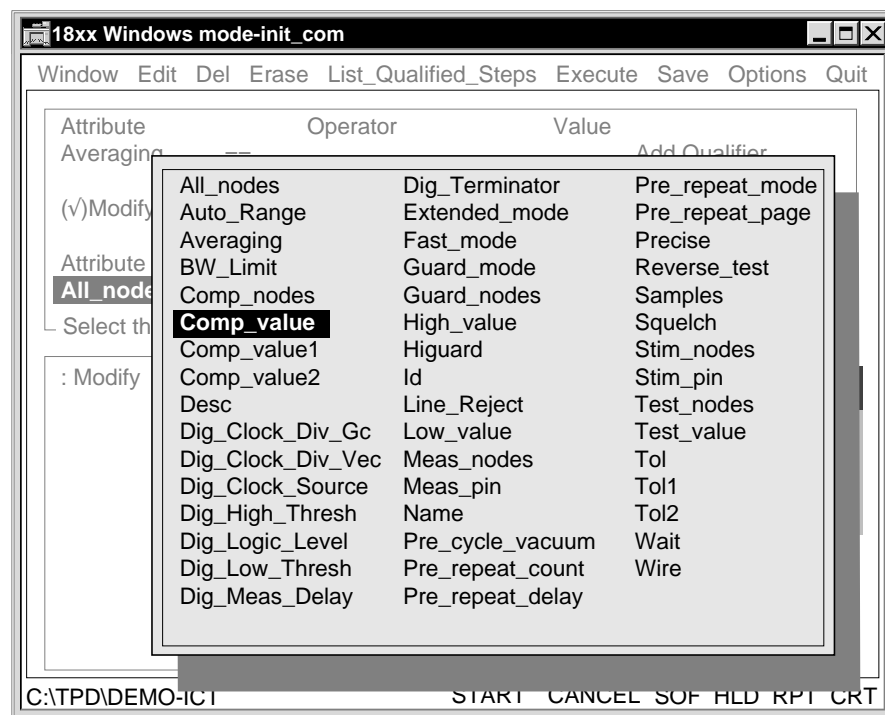 18xx Windows mode-init_com
Window Edit Del Erase List_Qualified_Steps Execute Save Options Quit
Attribute Operator Value
Averaging == Add Qualifier
(√)Modify
Attribute
All_node
Select th
: Modify
All_nodes Dig_Terminator Pre_repeat_mode
Auto_Range Extended_mode Pre_repeat_page
Averaging Fast_mode Precise
BW_Limit Guard_mode Reverse_test
Comp_nodes Guard_nodes Samples
Comp_value High_value Squelch
Comp_value1 Higuard Stim_nodes
Comp_value2 Id Stim_pin
Desc Line_Reject Test_nodes
Dig_Clock_Div_Gc Low_value Test_value
Dig_Clock_Div_Vec Meas_nodes Tol
Dig_Clock_Source Meas_pin Tol1
Dig_High_Thresh Name Tol2
Dig_Logic_Level Pre_cycle_vacuum Wait
Dig_Low_Thresh Pre_repeat_count Wire
Dig_Meas_Delay Pre_repeat_delay
C:\TPD\DEMO-ICT START CANCEL SOF HLD RPT CRT